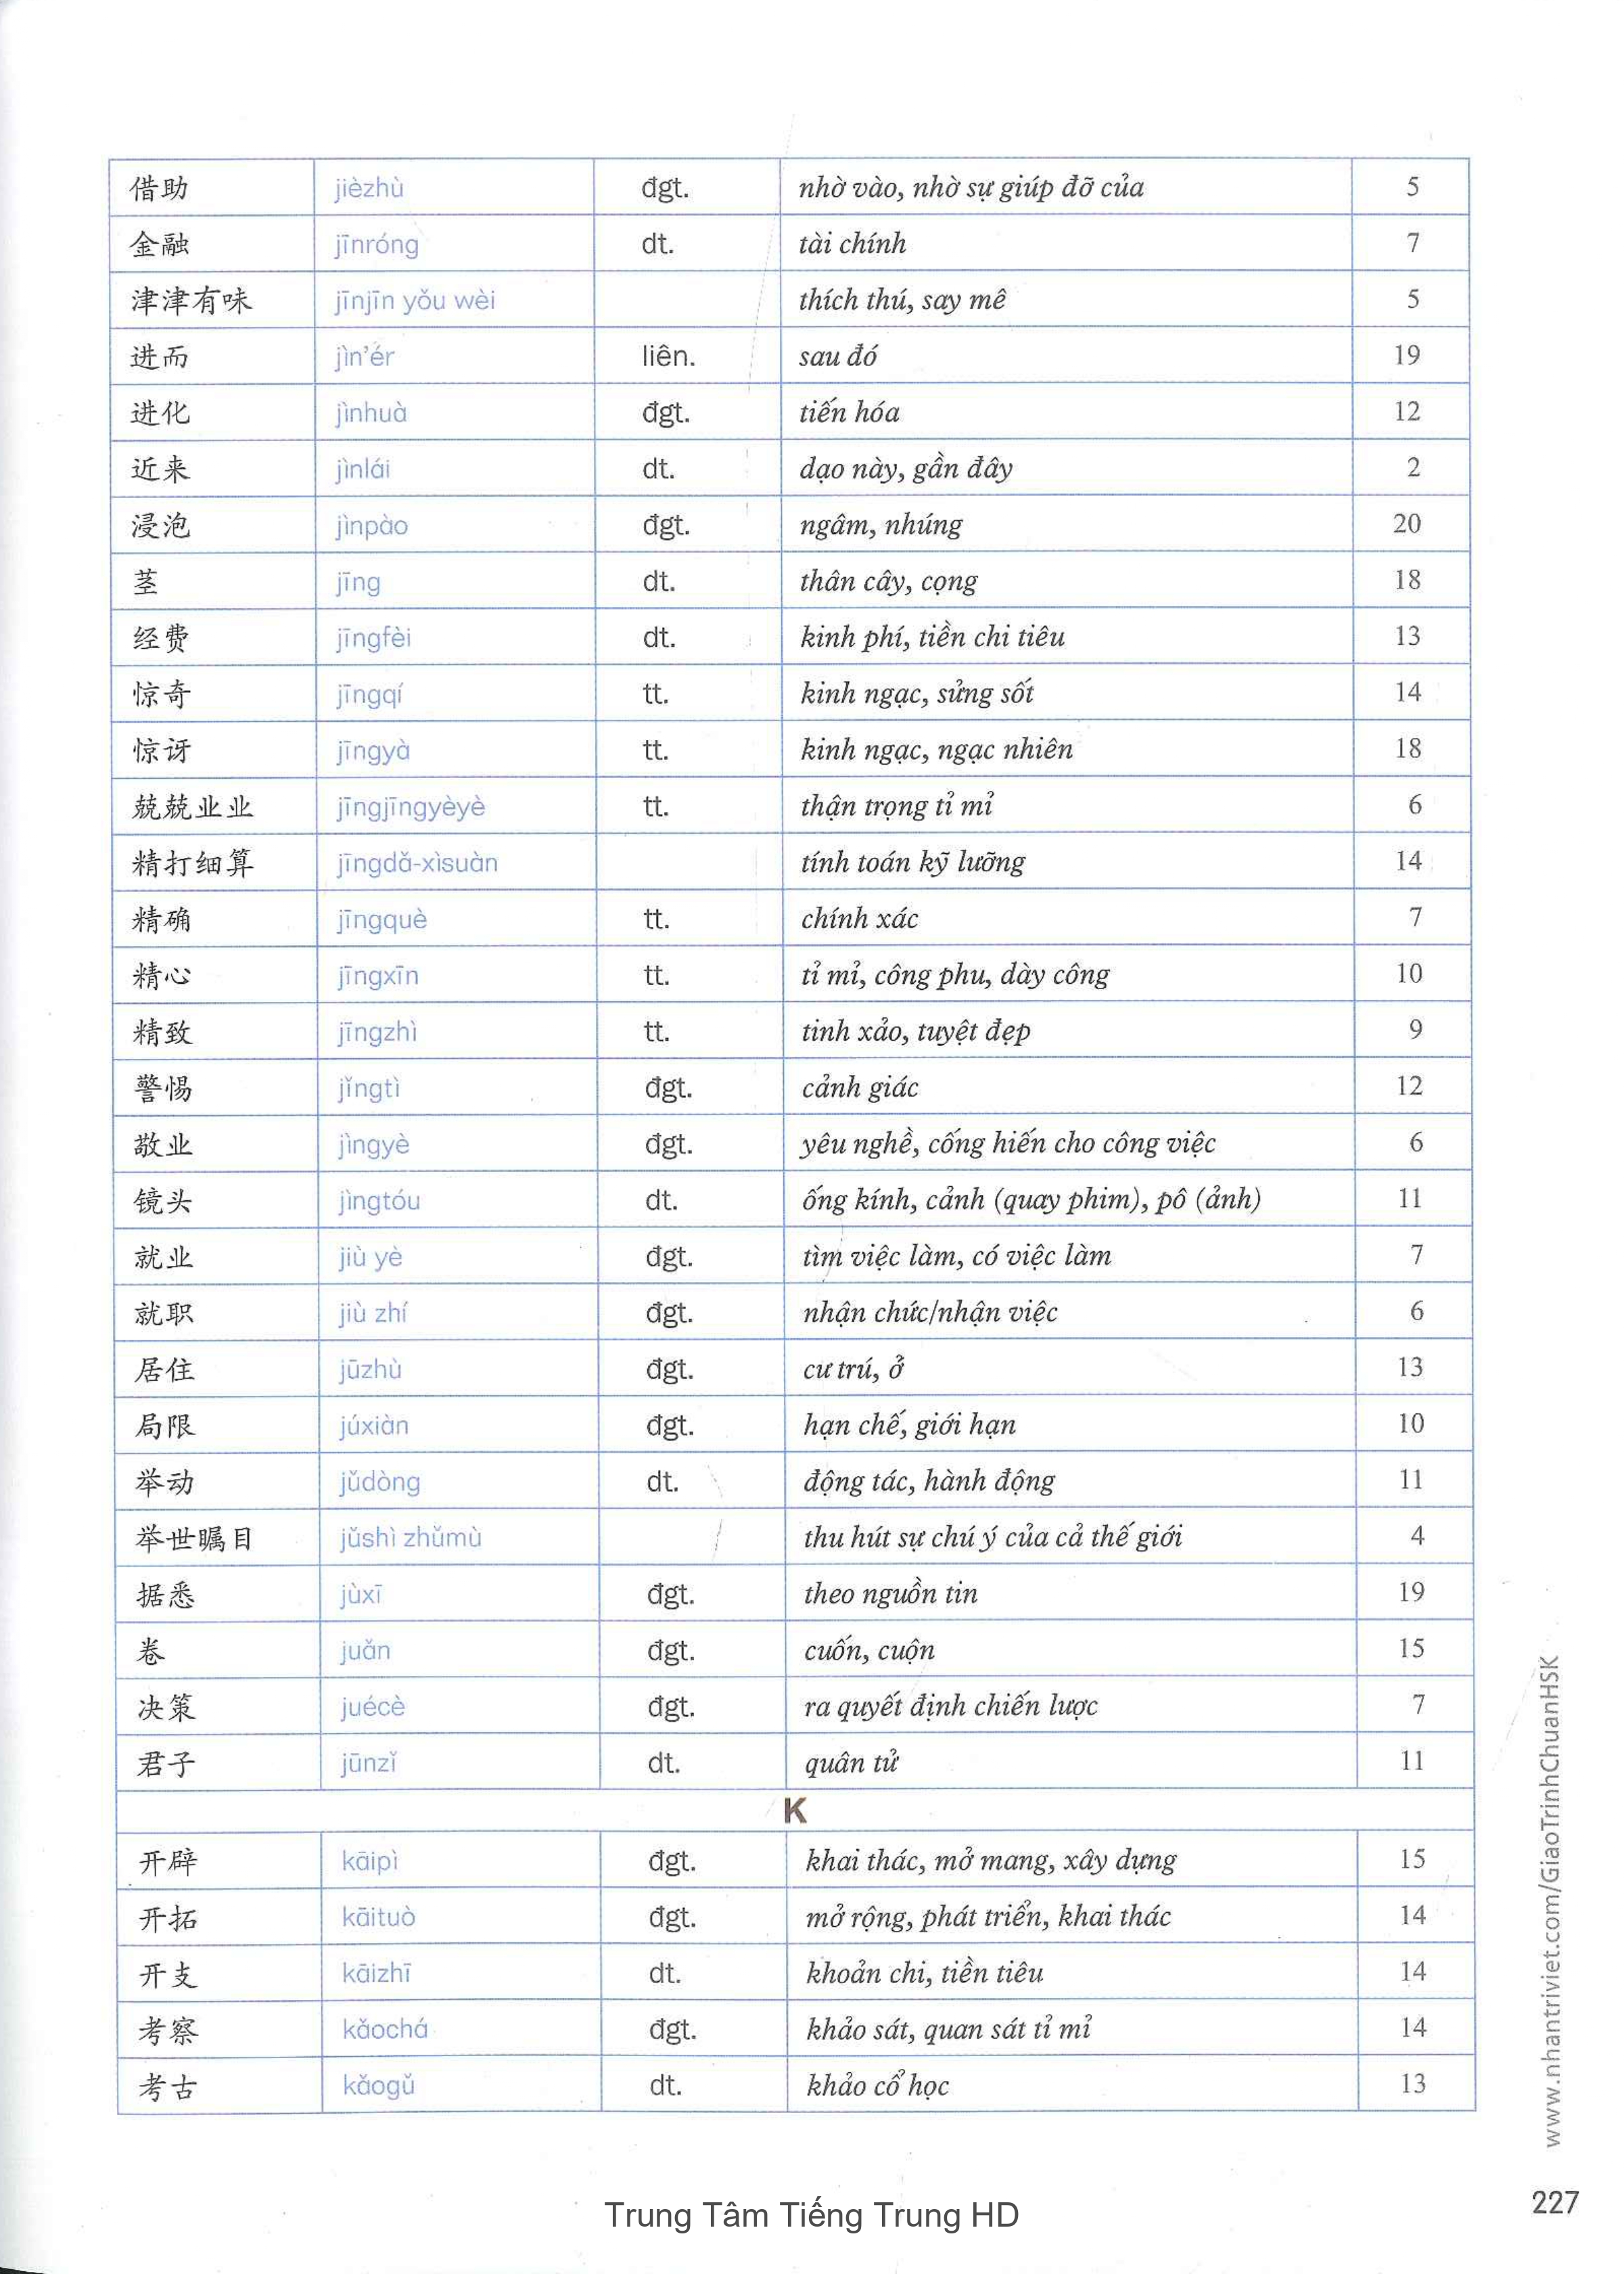 借助 jièzhù đgt. nhờ vào, nhờ sự giúp đỡ của 5
金融 jīnróng dt. tài chính 7
津津有味 jīnjīn yǒu wèi thích thú, say mê 5
进而 jìn’ér liên. sau đó 19
进化 jìnhuà đgt. tiến hóa 12
近来 jìnlái dt. dạo này, gần đây 2
浸泡 jìnpào đgt. ngâm, nhúng 20
茎 jīng dt. thân cây, cọng 18
经费 jīngfèi dt. kinh phí, tiền chi tiêu 13
惊奇 jīngqí tt. kinh ngạc, sửng sốt 14
惊讶 jīngyà tt. kinh ngạc, ngạc nhiên 18
兢兢业业 jīngjīngyèyè tt. thận trọng tỉ mỉ 6
精打细算 jīngdǎ-xìsuàn tính toán kỹ lưỡng 14
精确 jīngquè tt. chính xác 7
精心 jīngxīn tt. tỉ mỉ, công phu, dày công 10
精致 jīngzhì tt. tinh xảo, tuyệt đẹp 9
警惕 jǐngtì đgt. cảnh giác 12
敬业 jìngyè đgt. yêu nghề, cống hiến cho công việc 6
镜头 jìngtóu dt. ống kính, cảnh (quay phim), pô (ảnh) 11
就业 jiù yè đgt. tìm việc làm, có việc làm 7
就职 jiù zhí đgt. nhận chức/nhận việc 6
居住 jūzhù đgt. cư trú, ở 13
局限 júxiàn đgt. hạn chế, giới hạn 10
举动 jǔdòng dt. động tác, hành động 11
举世瞩目 jǔshì zhǔmù thu hút sự chú ý của cả thế giới 4
据悉 jùxī đgt. theo nguồn tin 19
卷 juǎn đgt. cuốn, cuộn 15
决策 juécè đgt. ra quyết định chiến lược 7
君子 jūnzǐ dt. quân tử 11
K
开辟 kāipì đgt. khai thác, mở mang, xây dựng 15
开拓 kāituò đgt. mở rộng, phát triển, khai thác 14
开支 kāizhī dt. khoản chi, tiền tiêu 14
考察 kǎochá đgt. khảo sát, quan sát tỉ mỉ 14
考古 kǎogǔ dt. khảo cổ học 13
www.nhantriviet.com/GiaoTrinhChuanHSK
227
Trung Tâm Tiếng Trung HD